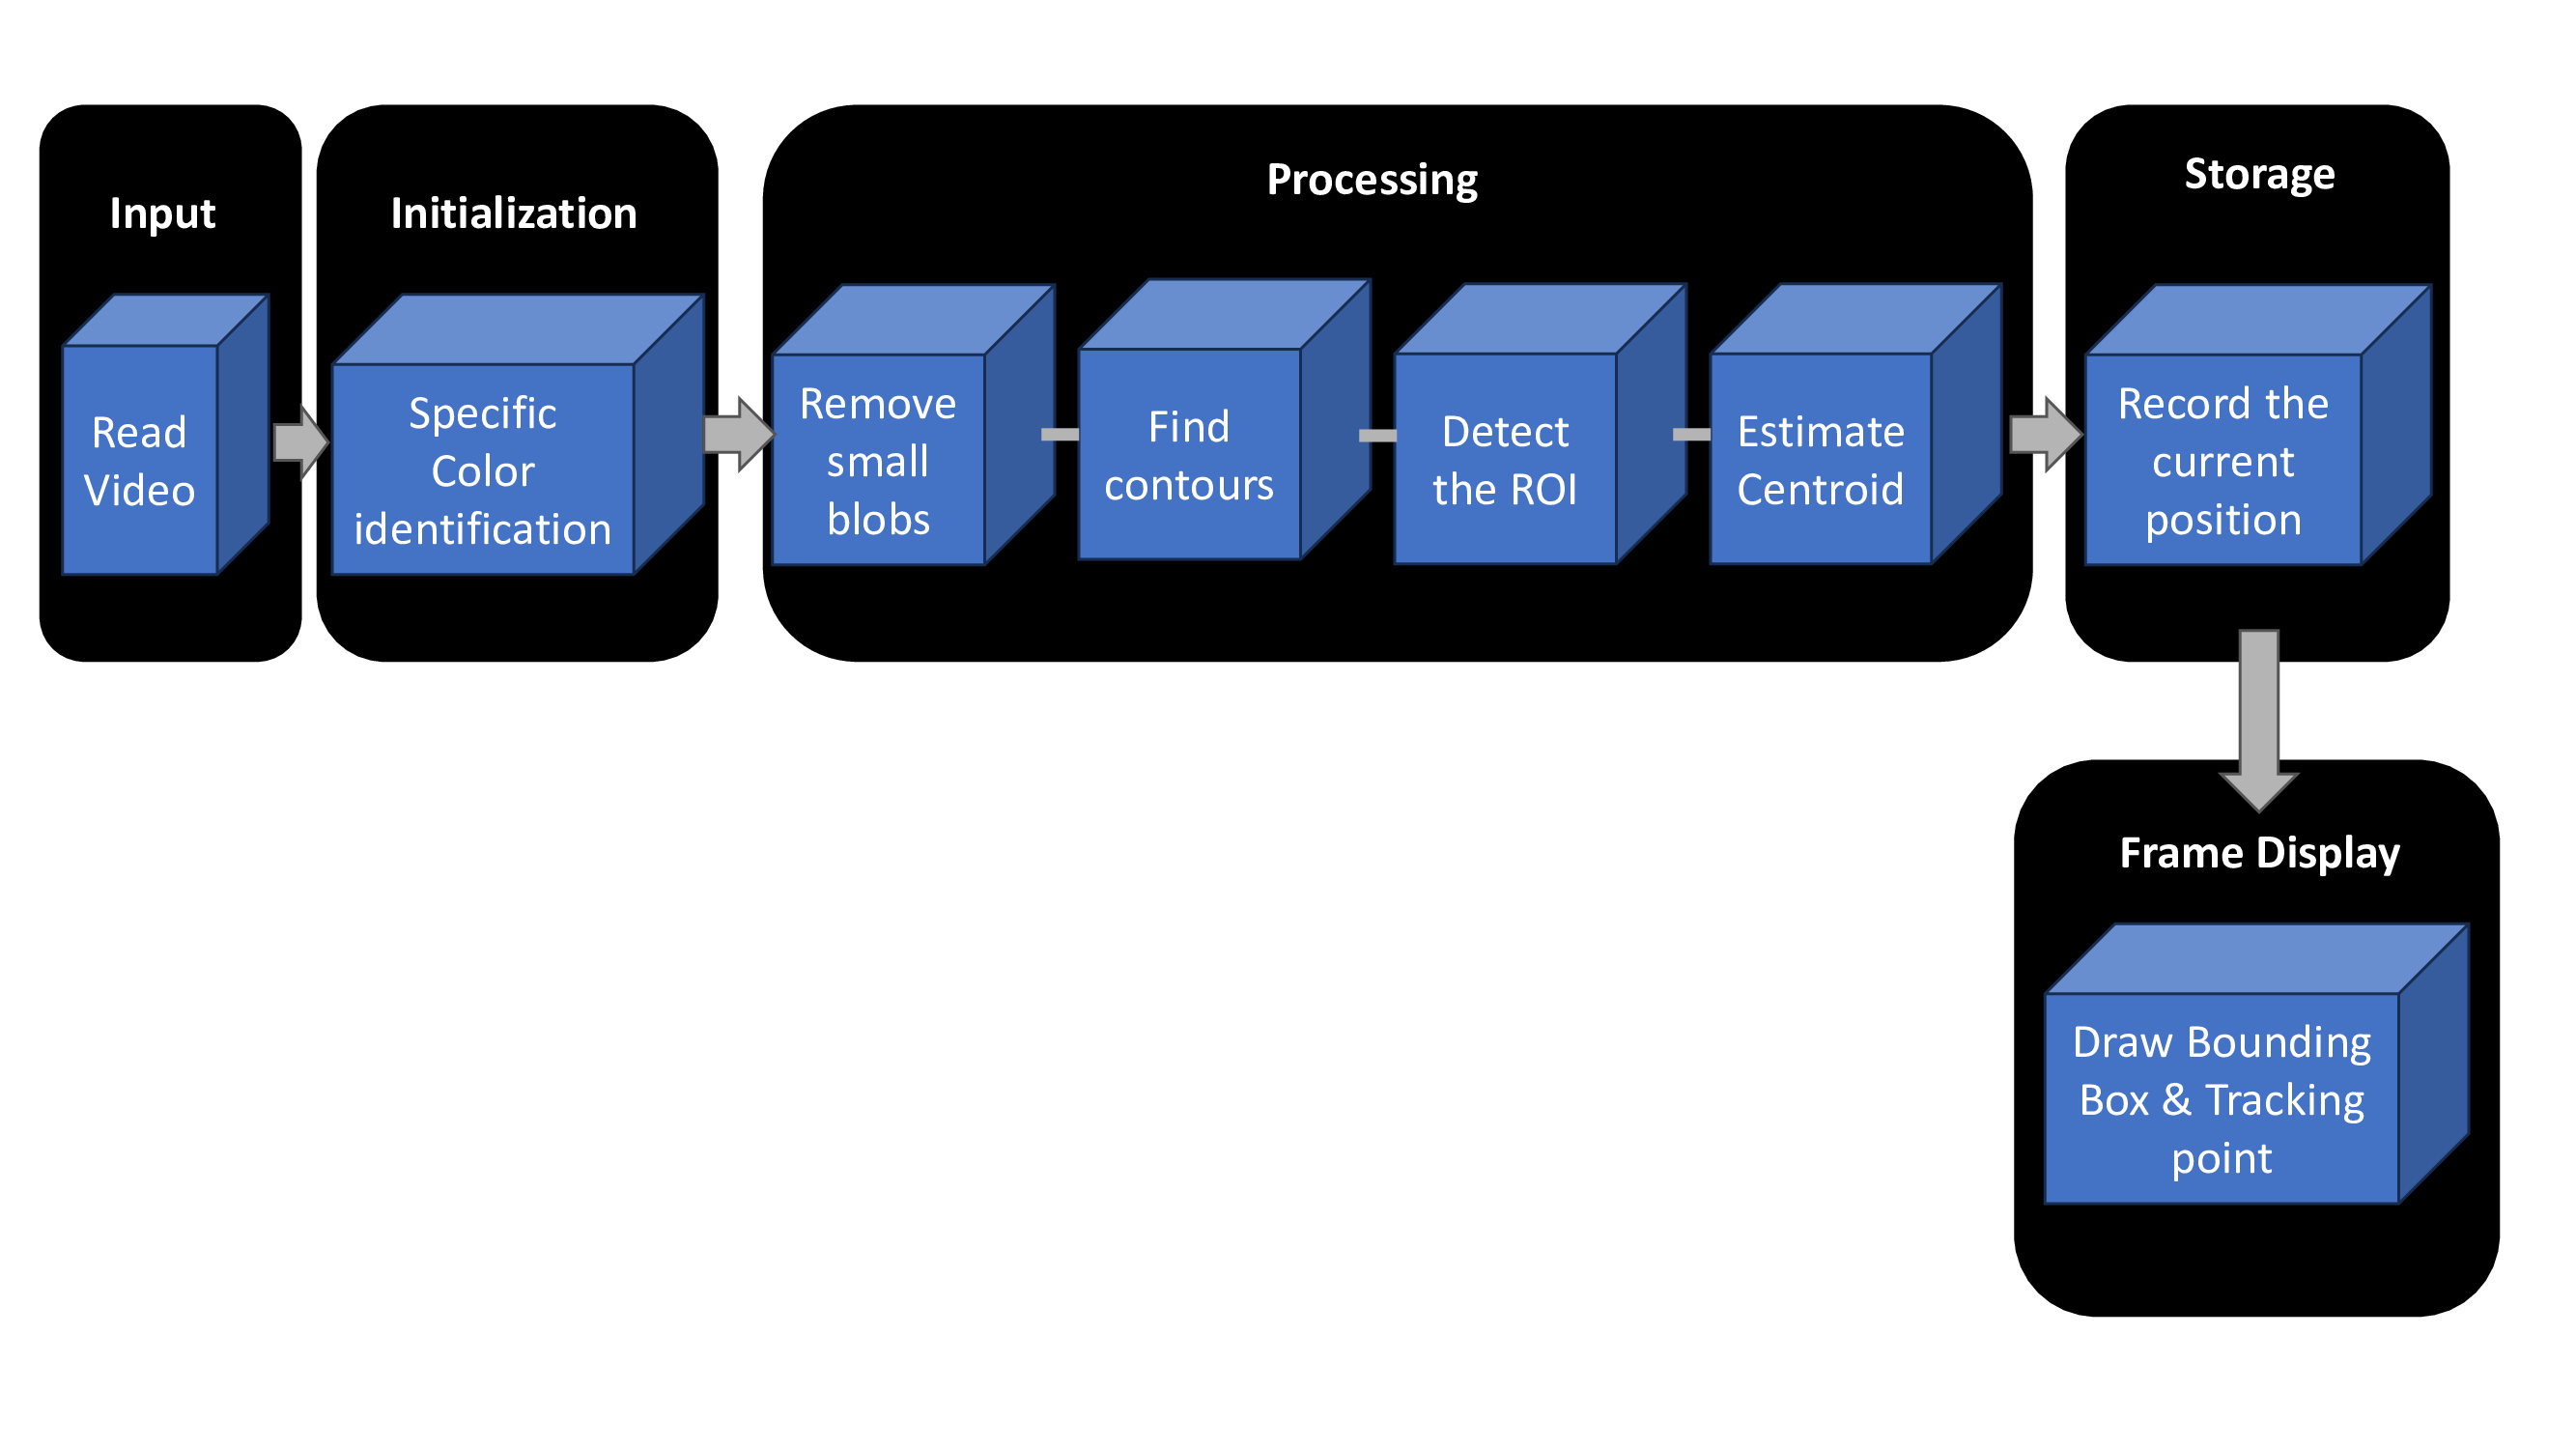 Input
Read
Video
Initialization
Specific
Color
identification
Processing
Remove
small
blobs
Find
contours
Detect
the ROI
Estimate
Centroid
Storage
Record the
current
position
Frame Display
Draw Bounding
Box & Tracking
point